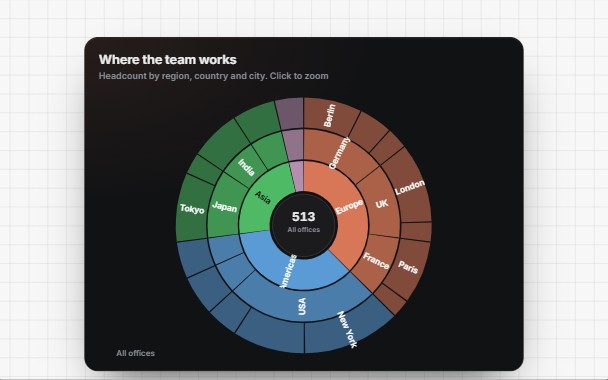 Where the team works
Headcount by region, country and city. Click to zoom
Berlin
Germany
London
India
Asia
Europe
UK
Tokyo
Japan
513
All offices
France
Paris
Americas
USA
New York
All offices